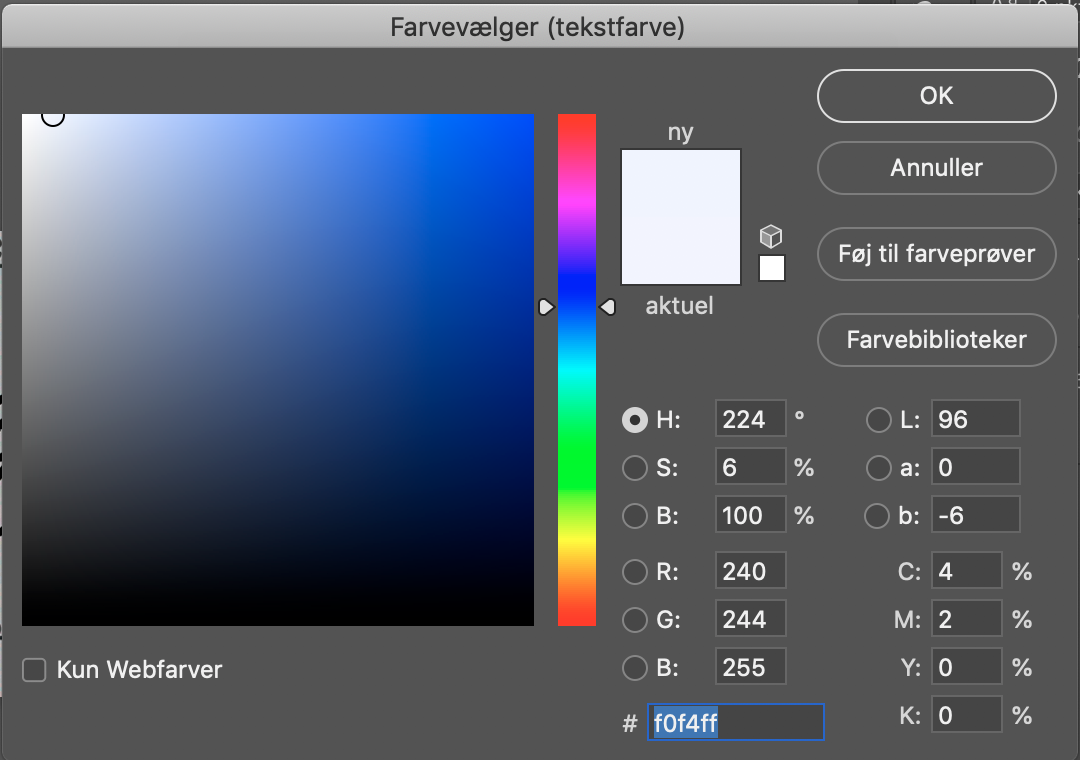 Farvevælger (tekstfarve)
OK
ny
Annuller
Føj til farveprøver
aktuel
Farvebiblioteker
H: 224 ° L: 96
S: 6 % a: 0
B: 100 % b: -6
R: 240 C: 4 %
G: 244 M: 2 %
B: 255 Y: 0 %
Kun Webfarver
# f0f4ff K: 0 %